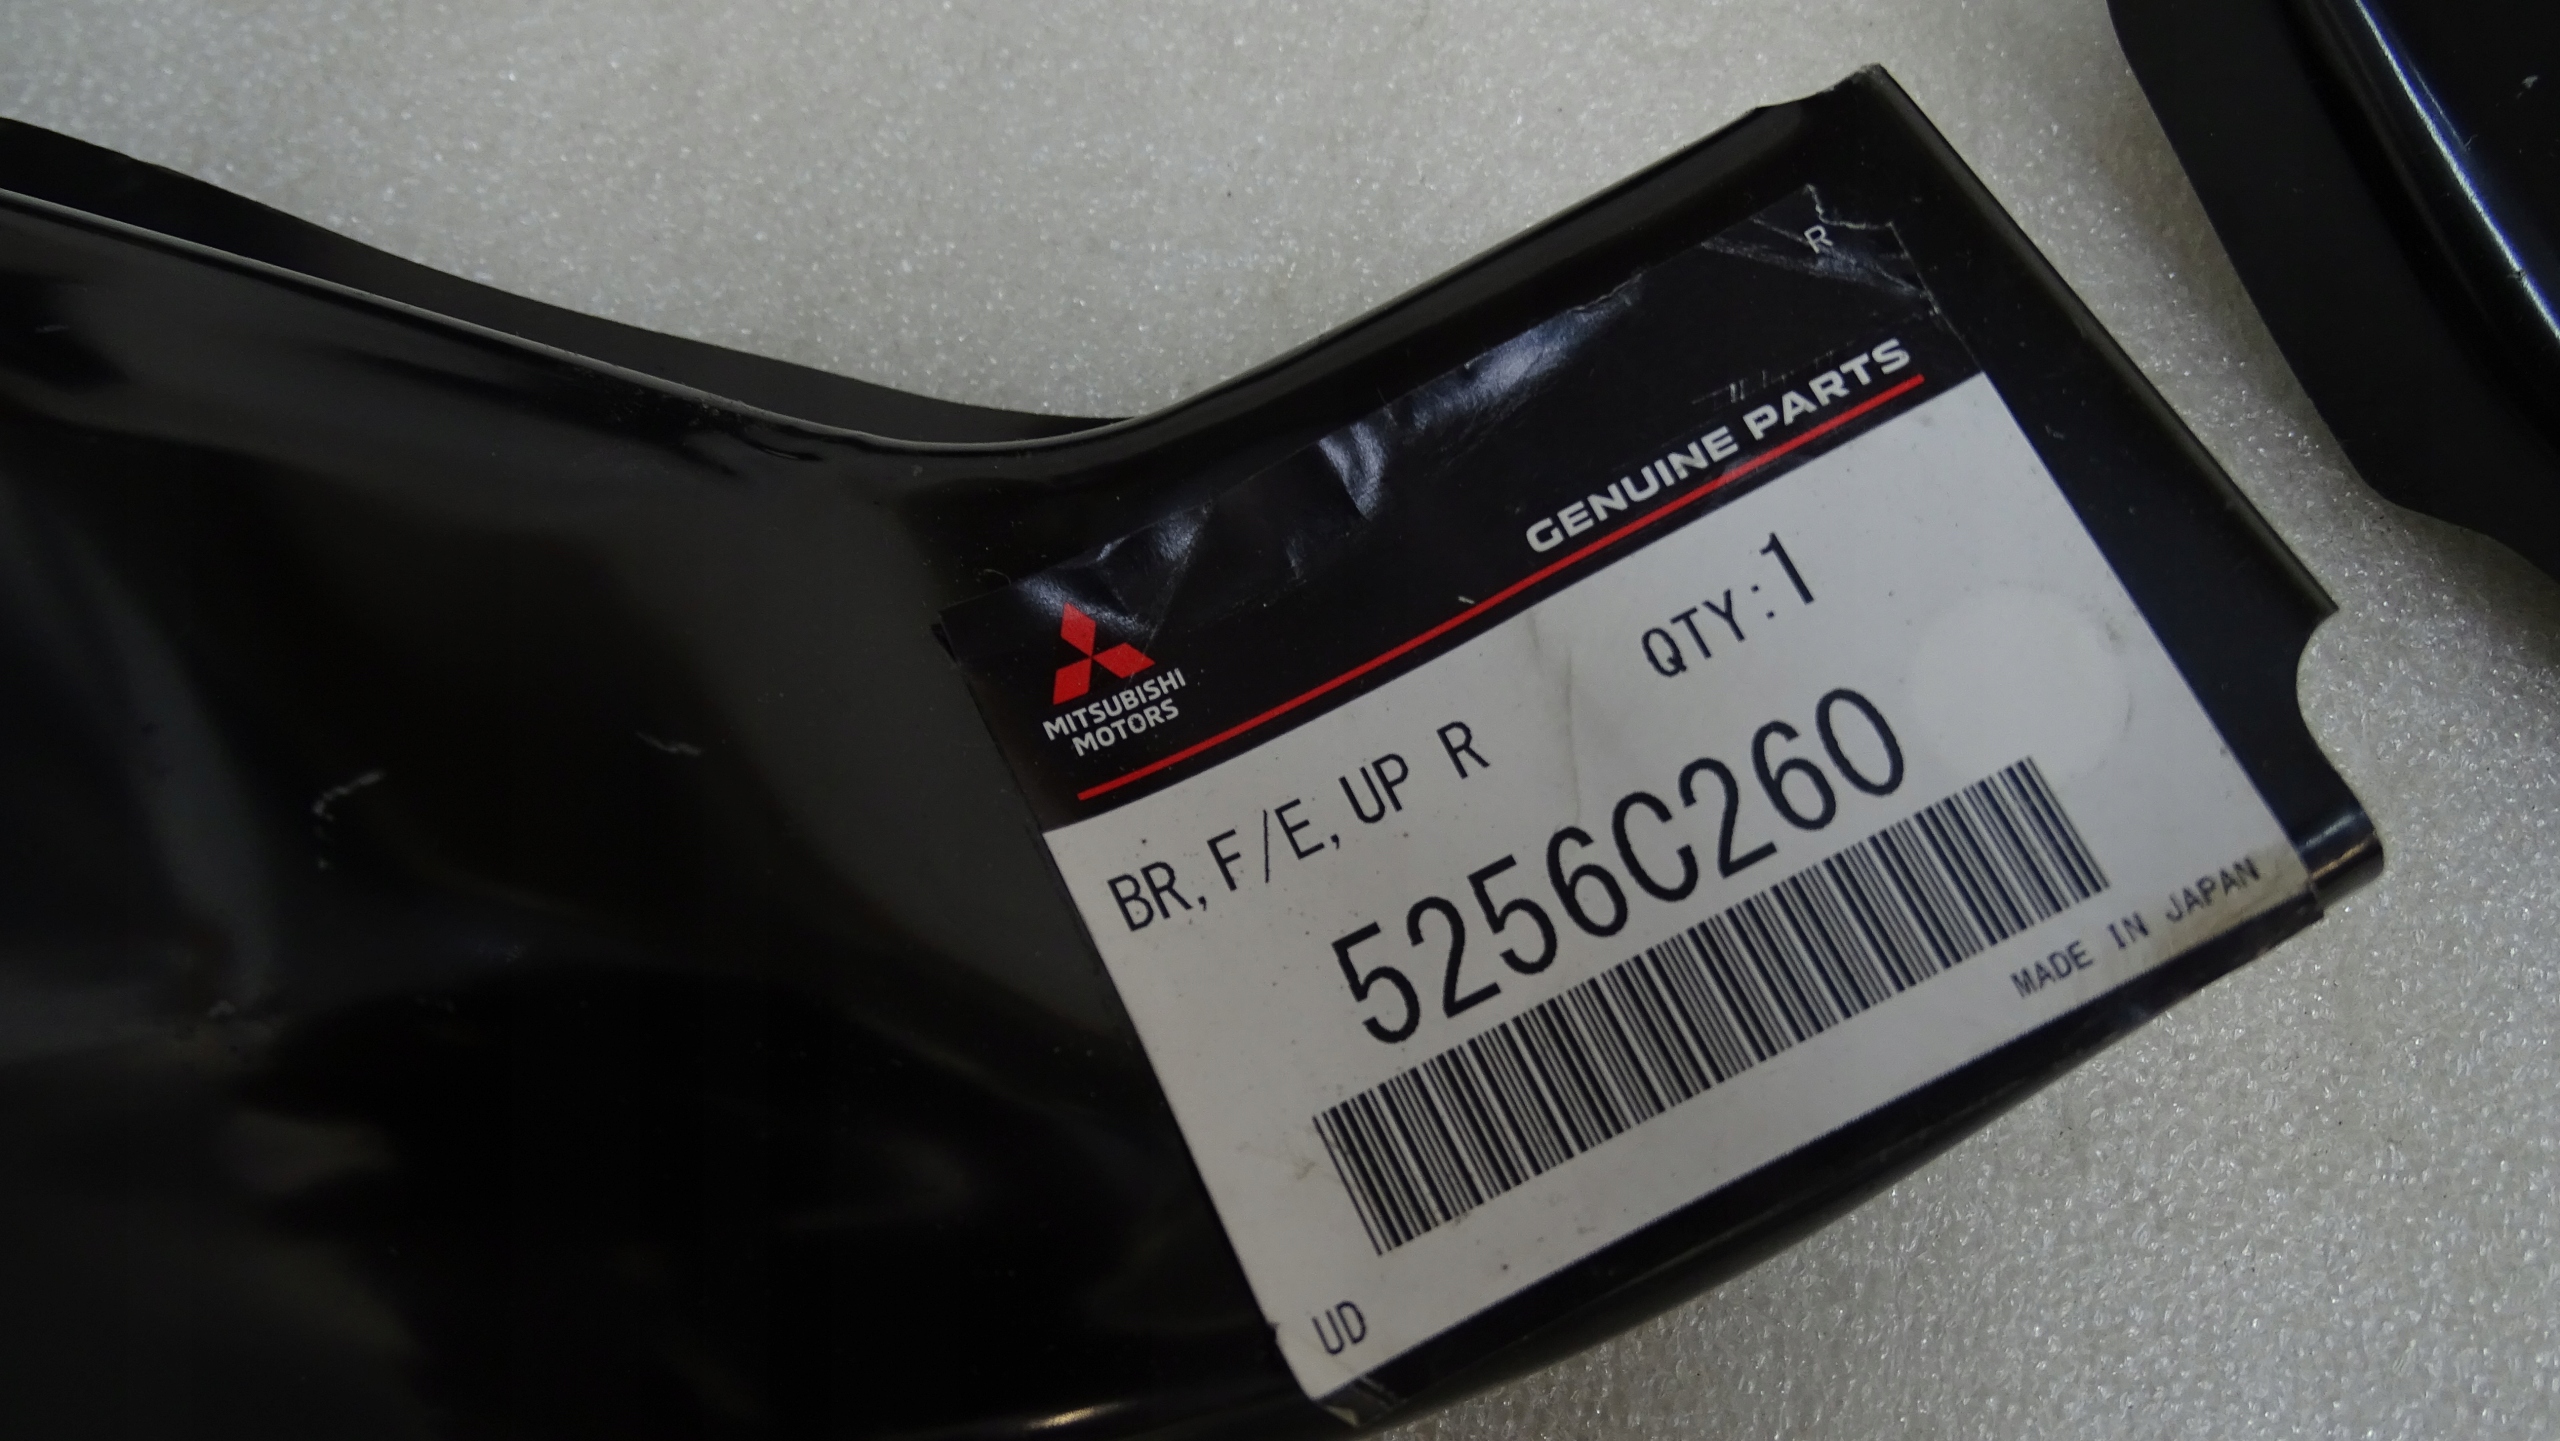 R
GENUINE PARTS
MITSUBISHI
MOTORS
QTY:1
BR,F/E,UP R
5256C260
MADE IN JAPAN
UD